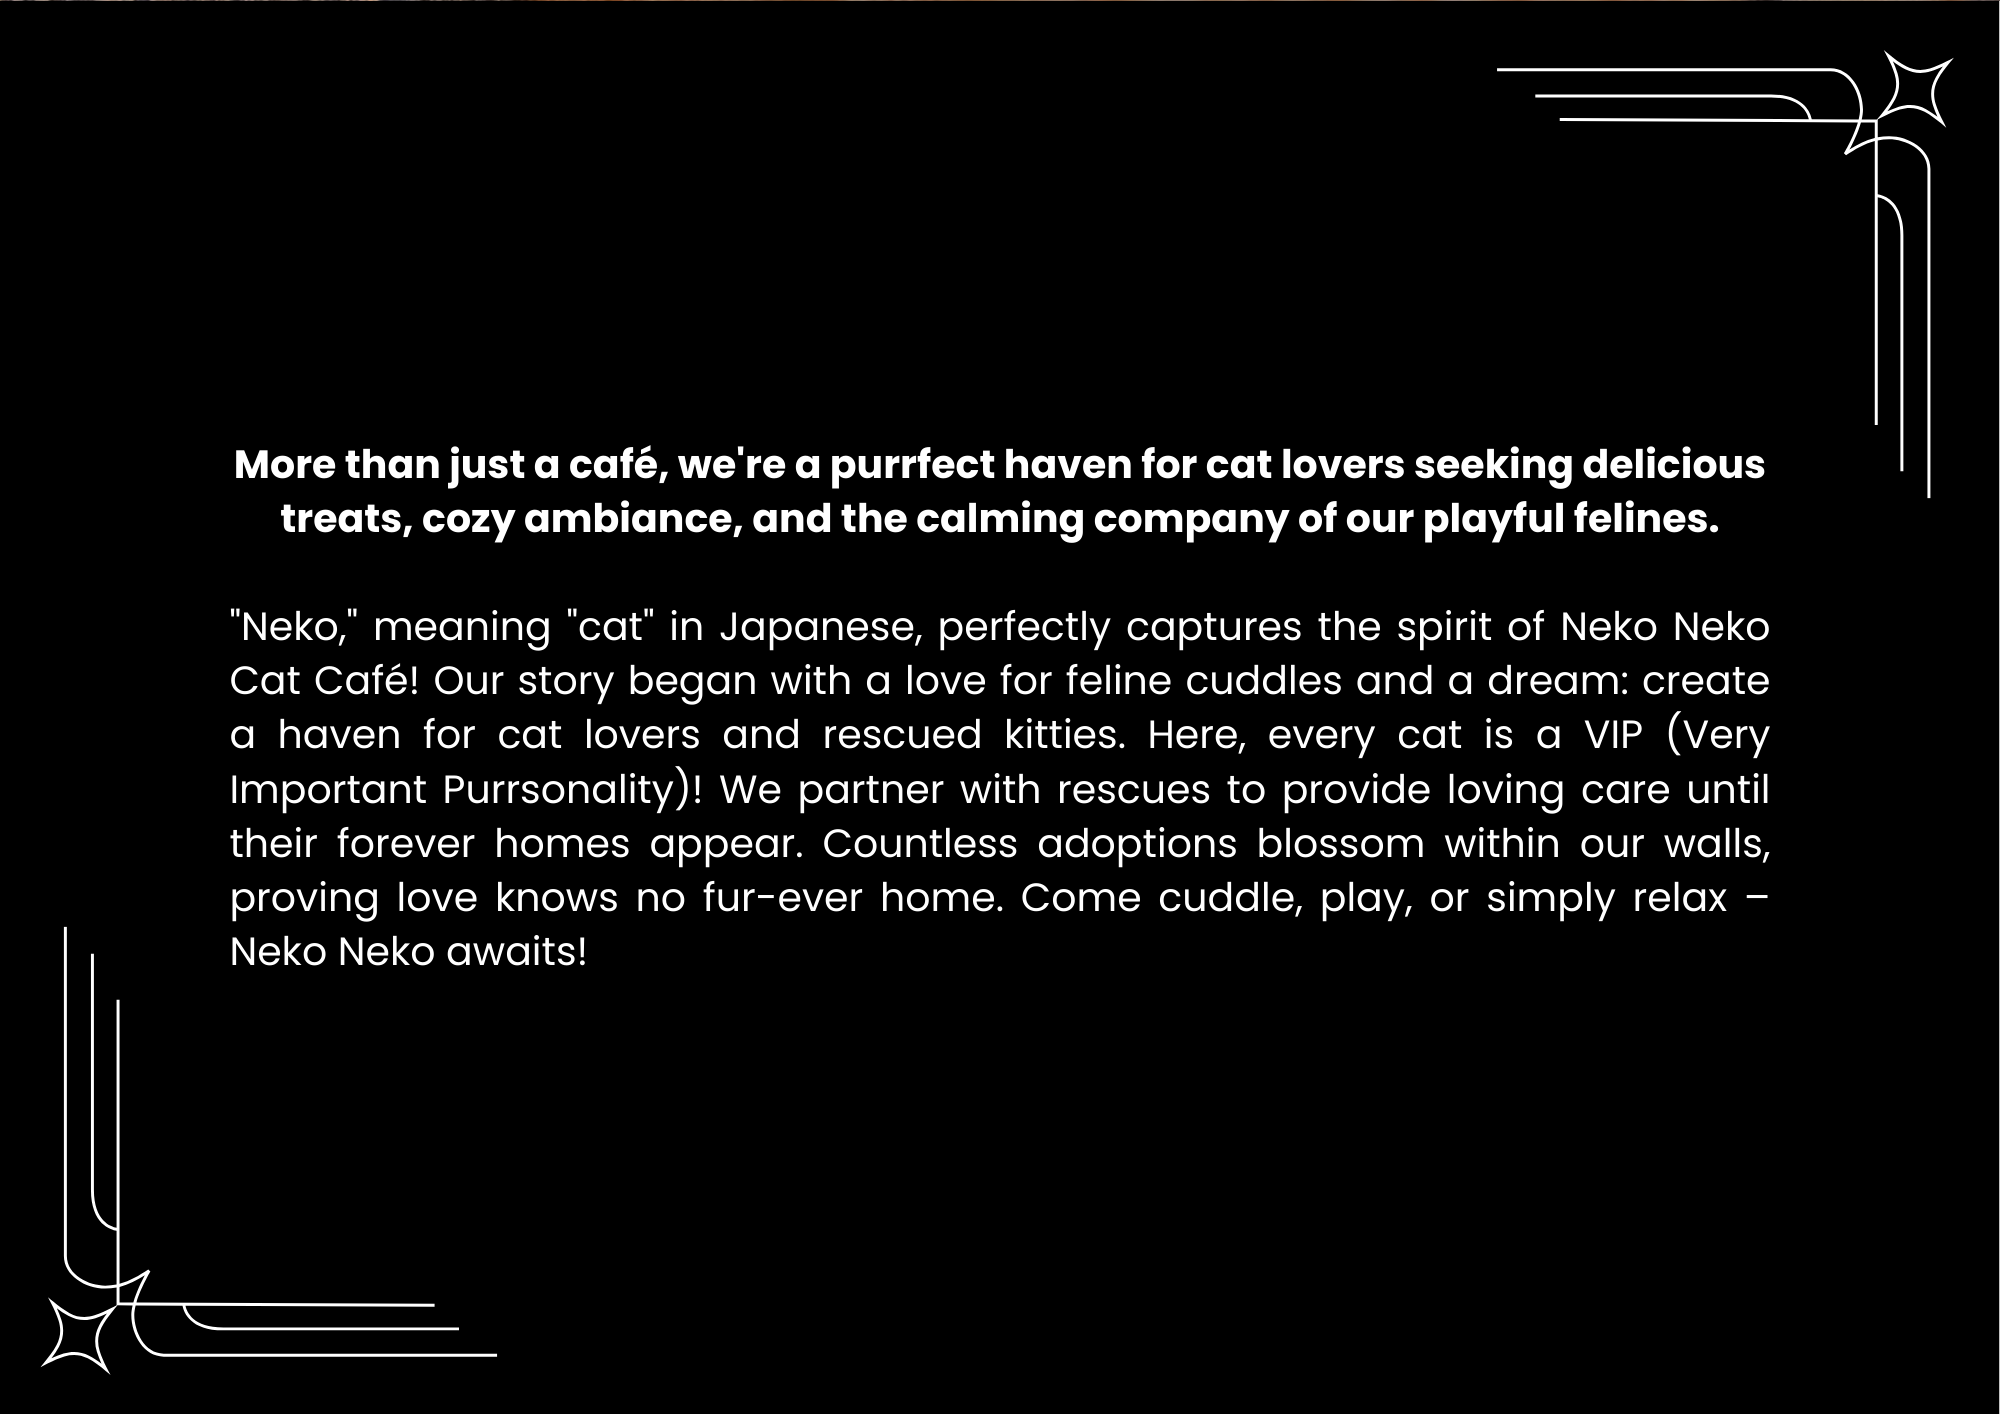 More than just a café, we're a purrfect haven for cat lovers seeking delicious
treats, cozy ambiance, and the calming company of our playful felines.
"Neko," meaning "cat" in Japanese, perfectly captures the spirit of Neko Neko
Cat Café! Our story began with a love for feline cuddles and a dream: create
a haven for cat lovers and rescued kitties. Here, every cat is a VIP (Very
Important Purrsonality)! We partner with rescues to provide loving care until
their forever homes appear. Countless adoptions blossom within our walls,
proving love knows no fur-ever home. Come cuddle, play, or simply relax –
Neko Neko awaits!